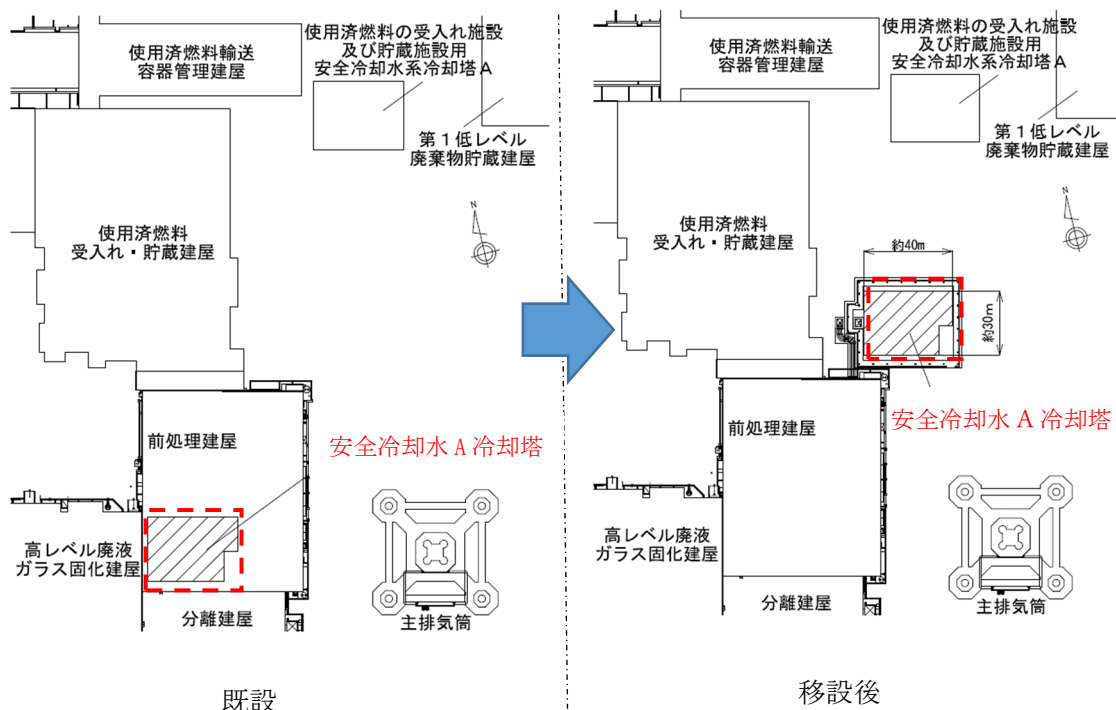 使用済燃料輸送
容器管理建屋
使用済燃料の受入れ施設
及び貯蔵施設用
安全冷却水系冷却塔A
第1低レベル
廃棄物貯蔵建屋
N
使用済燃料
受入れ・貯蔵建屋
前処理建屋
安全冷却水 A 冷却塔
高レベル廃液
ガラス固化建屋
分離建屋
主排気筒
既設
使用済燃料輸送
容器管理建屋
使用済燃料の受入れ施設
及び貯蔵施設用
安全冷却水系冷却塔A
第1低レベル
廃棄物貯蔵建屋
N
使用済燃料
受入れ・貯蔵建屋
約40m
約30m
前処理建屋
安全冷却水 A 冷却塔
高レベル廃液
ガラス固化建屋
分離建屋
主排気筒
移設後